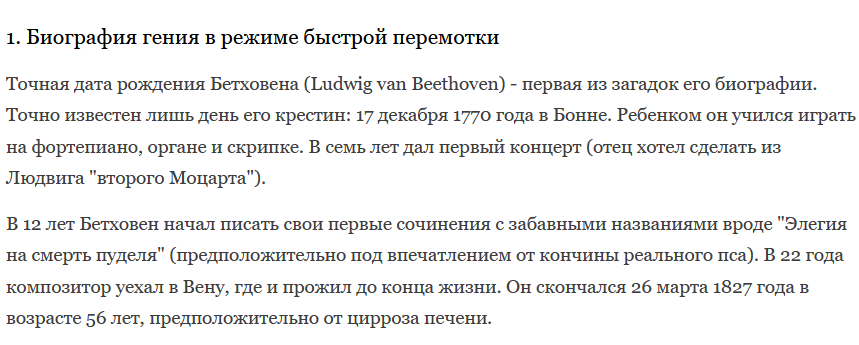 1. Биография гения в режиме быстрой перемотки
Точная дата рождения Бетховена (Ludwig van Beethoven) - первая из загадок его биографии.
Точно известен лишь день его крестин: 17 декабря 1770 года в Бонне. Ребенком он учился играть
на фортепиано, органе и скрипке. В семь лет дал первый концерт (отец хотел сделать из
Людвига "второго Моцарта").
В 12 лет Бетховен начал писать свои первые сочинения с забавными названиями вроде "Элегия
на смерть пуделя" (предположительно под впечатлением от кончины реального пса). В 22 года
композитор уехал в Вену, где и прожил до конца жизни. Он скончался 26 марта 1827 года в
возрасте 56 лет, предположительно от цирроза печени.